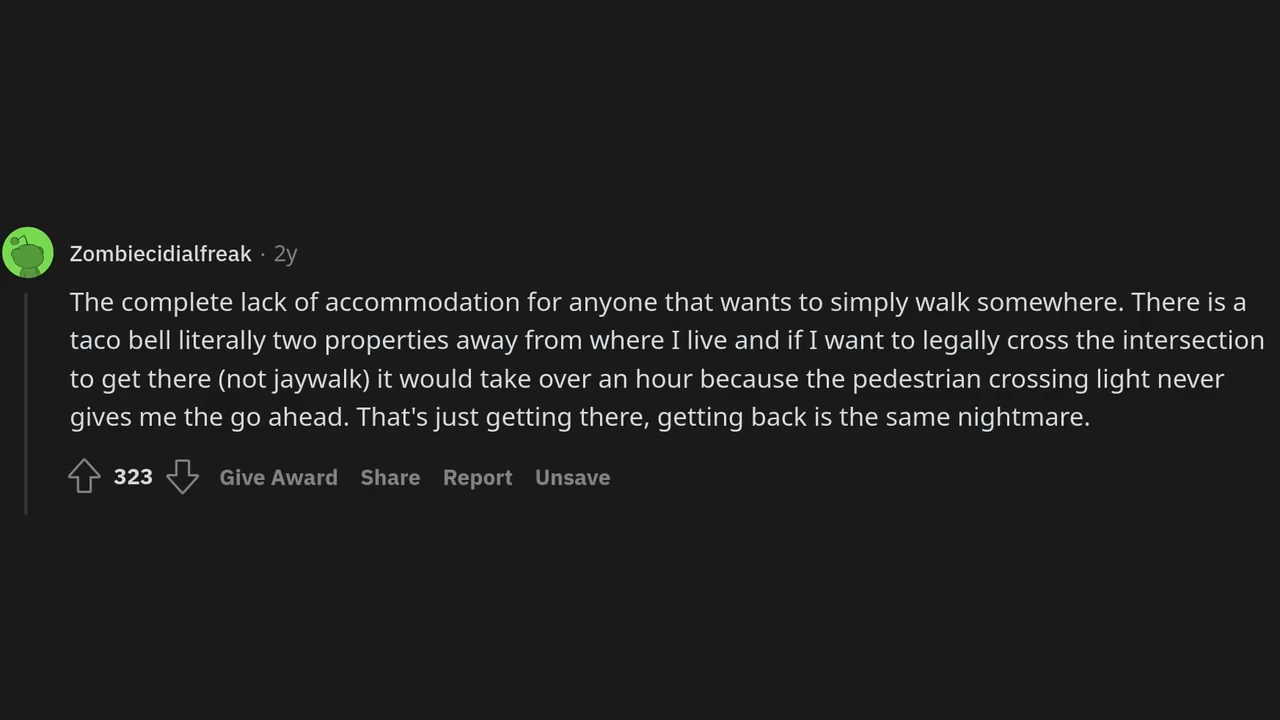 Zombiecidialfreak · 2y
The complete lack of accommodation for anyone that wants to simply walk somewhere. There is a
taco bell literally two properties away from where I live and if I want to legally cross the intersection
to get there (not jaywalk) it would take over an hour because the pedestrian crossing light never
gives me the go ahead. That's just getting there, getting back is the same nightmare.
323 Give Award Share Report Unsave